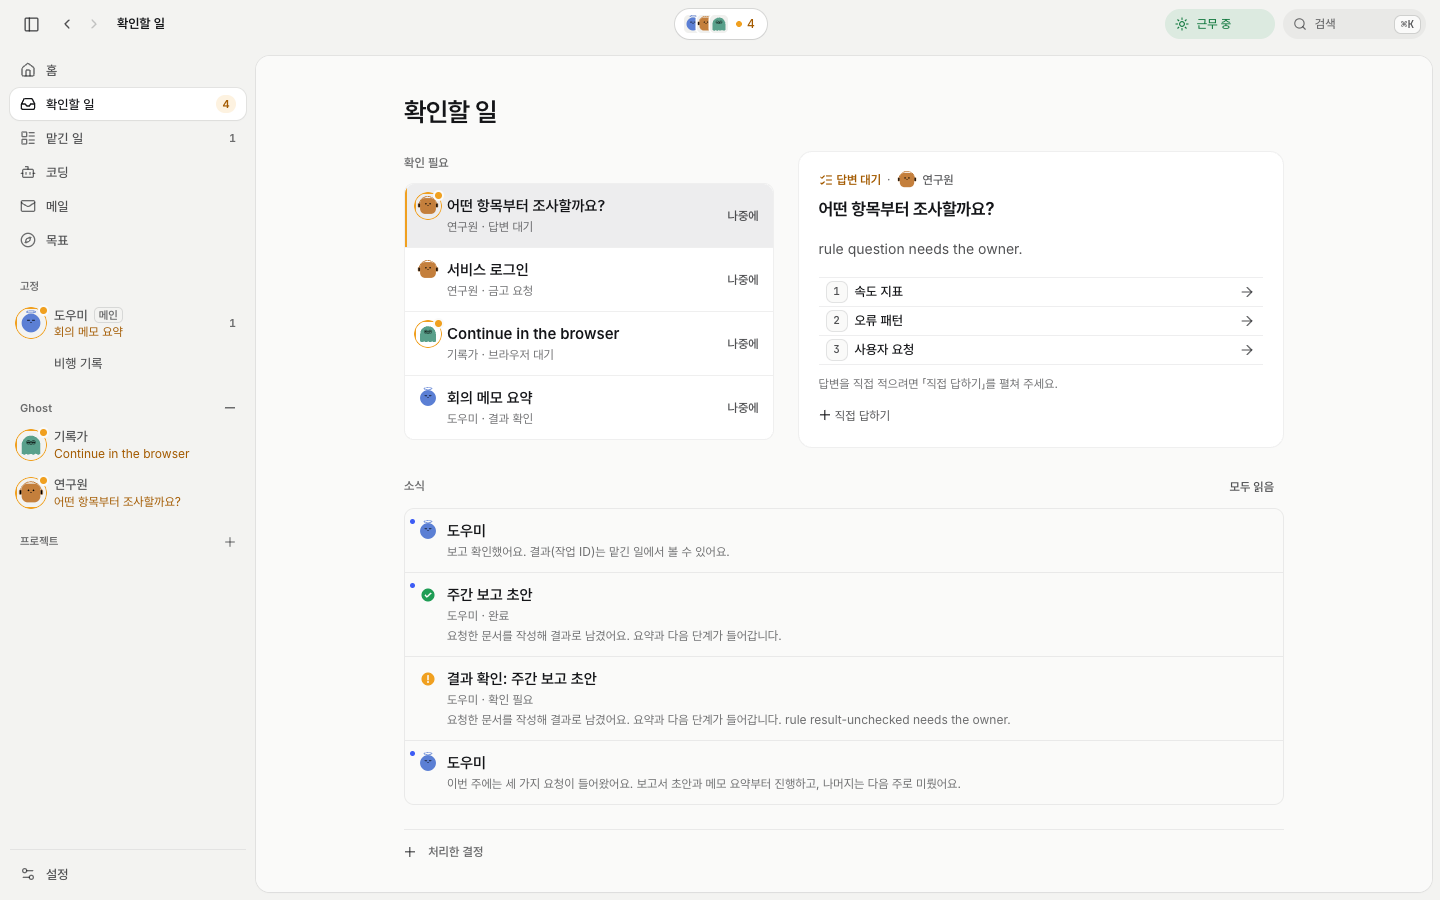 확인할 일
4
근무 중
검색
⌘K
홈
확인할 일
4
맡긴 일
1
코딩
메일
목표
고정
도우미
메인
회의 메모 요약
1
비행 기록
Ghost
기록가
Continue in the browser
연구원
어떤 항목부터 조사할까요?
프로젝트
설정
확인할 일
확인 필요
어떤 항목부터 조사할까요?
연구원 · 답변 대기
나중에
서비스 로그인
연구원 · 금고 요청
나중에
Continue in the browser
기록가 · 브라우저 대기
나중에
회의 메모 요약
도우미 · 결과 확인
나중에
답변 대기 · 연구원
어떤 항목부터 조사할까요?
rule question needs the owner.
1 속도 지표
2 오류 패턴
3 사용자 요청
답변을 직접 적으려면 「직접 답하기」를 펼쳐 주세요.
직접 답하기
소식
모두 읽음
도우미
보고 확인했어요. 결과(작업 ID)는 맡긴 일에서 볼 수 있어요.
주간 보고 초안
도우미 · 완료
요청한 문서를 작성해 결과로 남겼어요. 요약과 다음 단계가 들어갑니다.
결과 확인: 주간 보고 초안
도우미 · 확인 필요
요청한 문서를 작성해 결과로 남겼어요. 요약과 다음 단계가 들어갑니다. rule result-unchecked needs the owner.
도우미
이번 주에는 세 가지 요청이 들어왔어요. 보고서 초안과 메모 요약부터 진행하고, 나머지는 다음 주로 미뤘어요.
처리한 결정